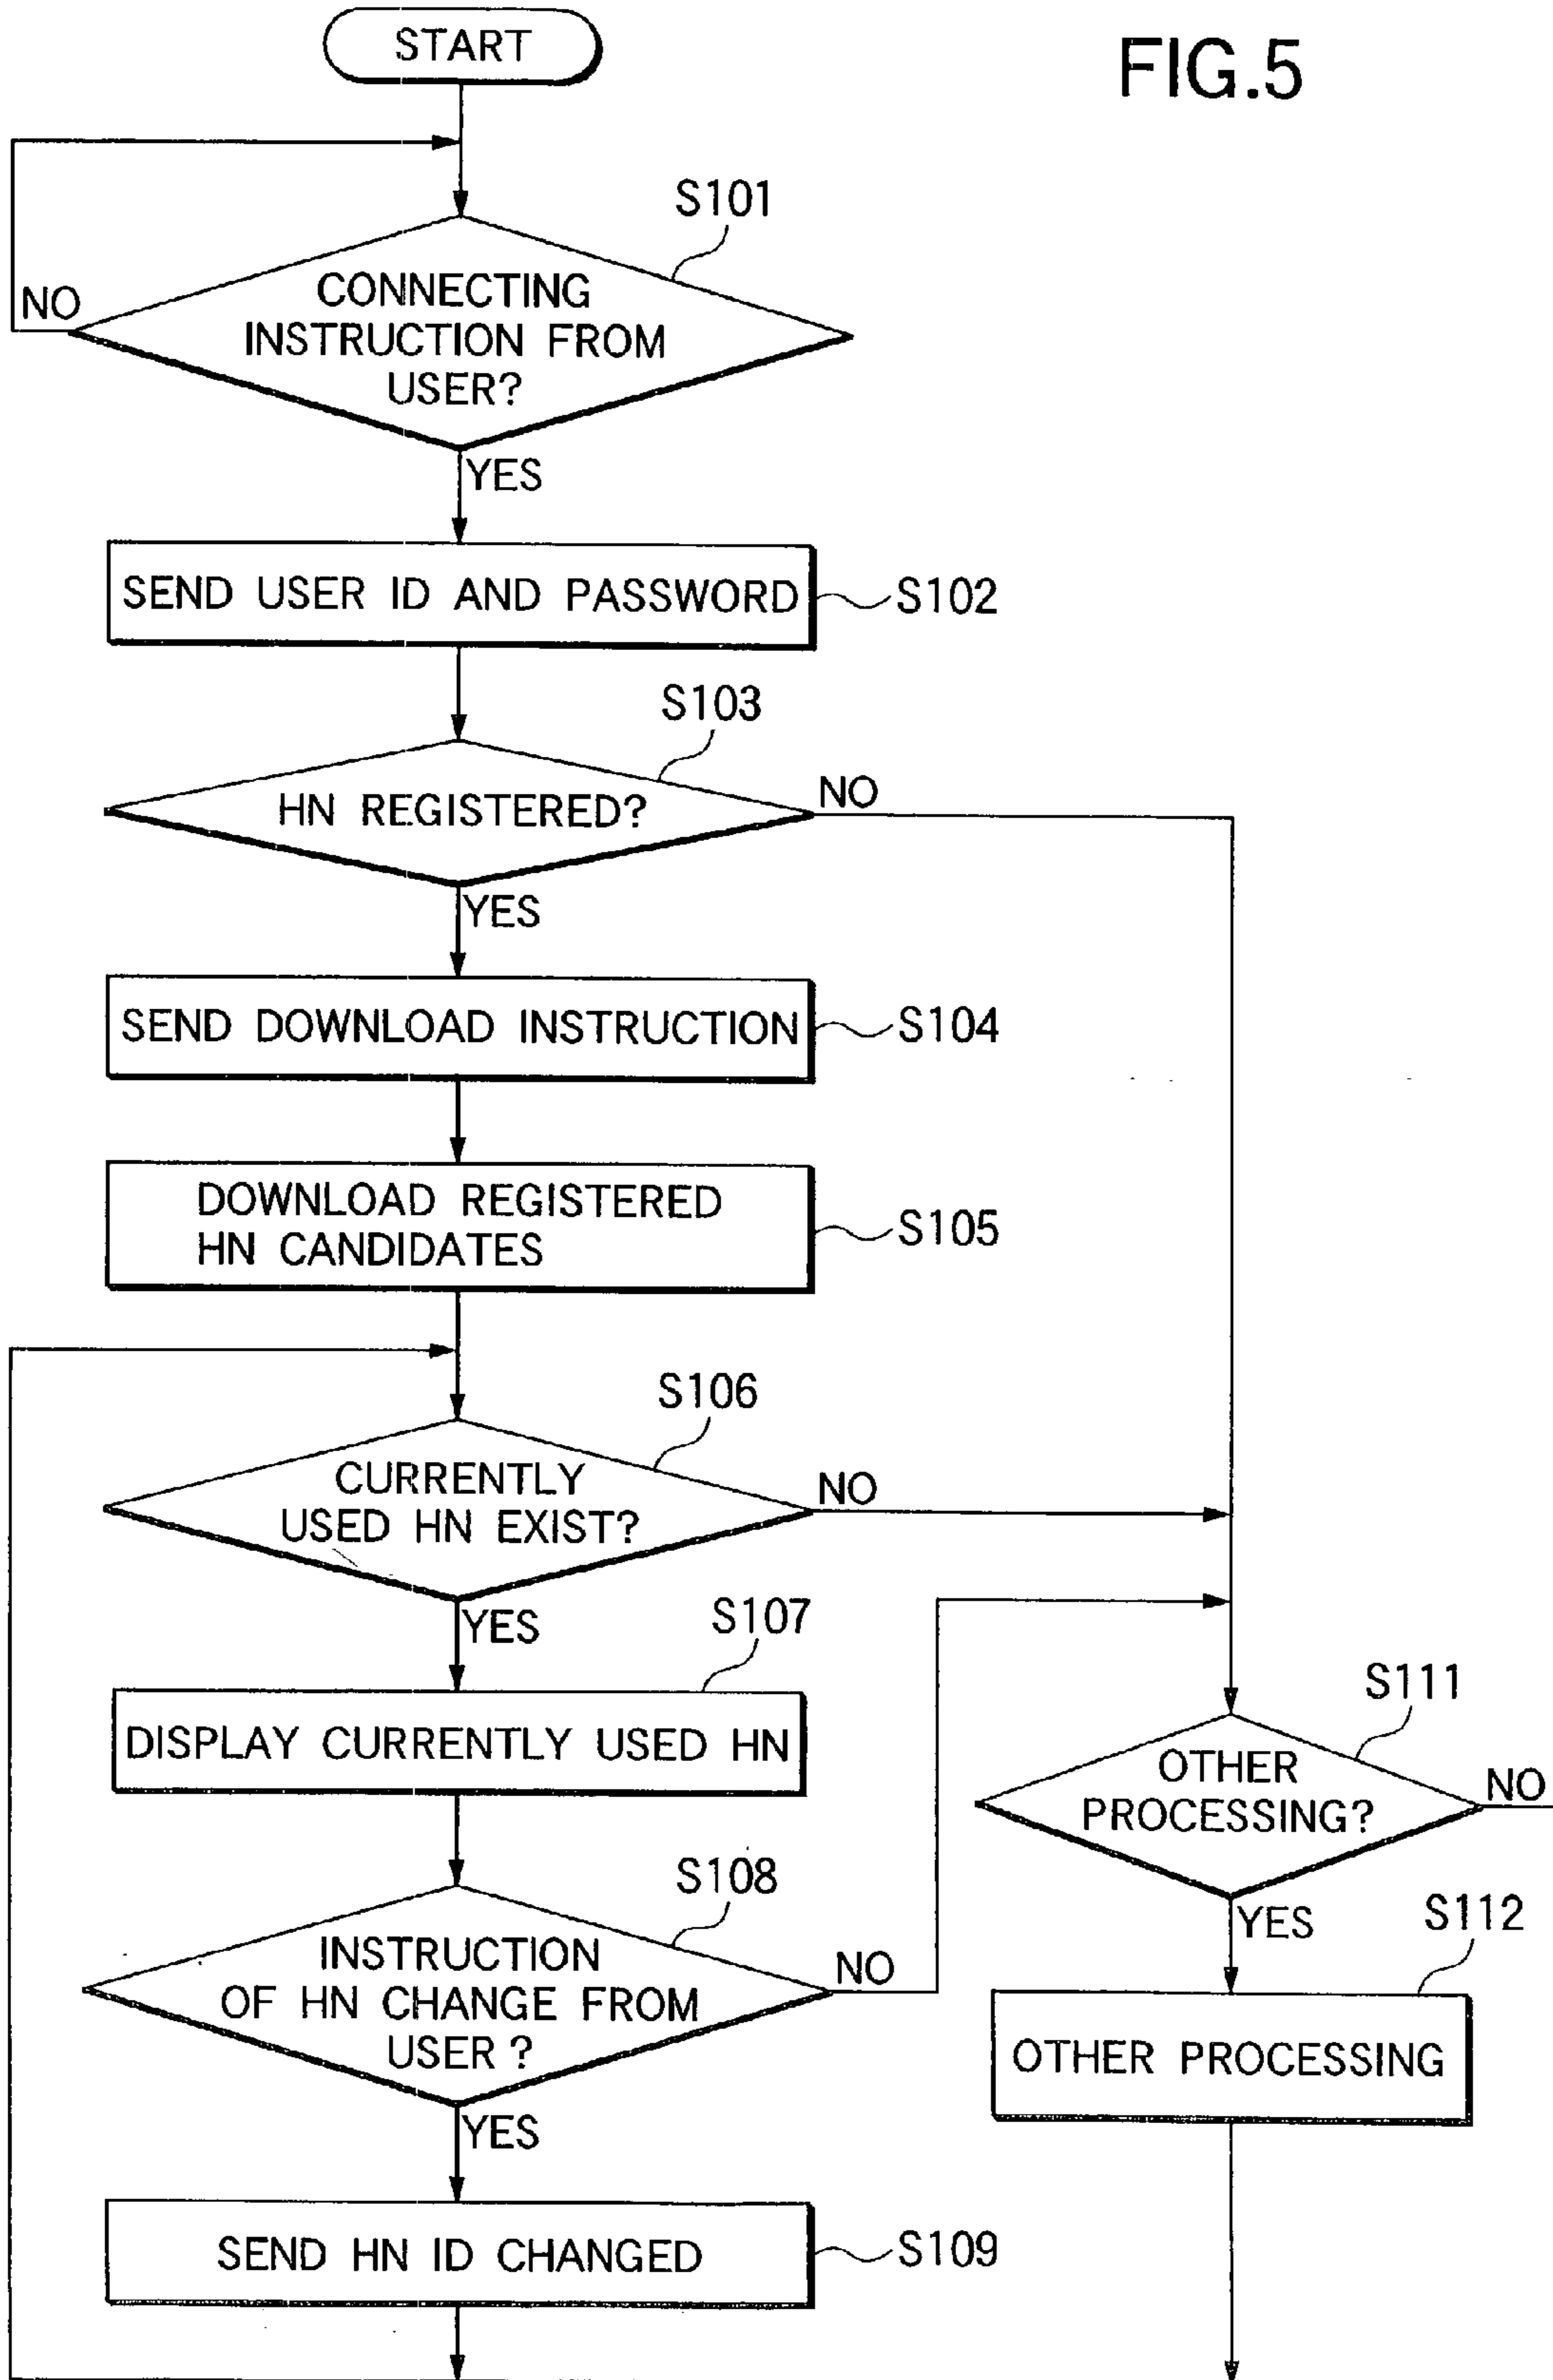 START
FIG.5
S101
CONNECTING
INSTRUCTION FROM
USER?
NO
YES
SEND USER ID AND PASSWORD
S102
S103
HN REGISTERED?
NO
YES
SEND DOWNLOAD INSTRUCTION
S104
DOWNLOAD REGISTERED
HN CANDIDATES
S105
S106
CURRENTLY
USED HN EXIST?
NO
YES
S107
DISPLAY CURRENTLY USED HN
S108
INSTRUCTION
OF HN CHANGE FROM
USER ?
NO
YES
SEND HN ID CHANGED
S109
S111
OTHER
PROCESSING?
NO
YES
S112
OTHER PROCESSING